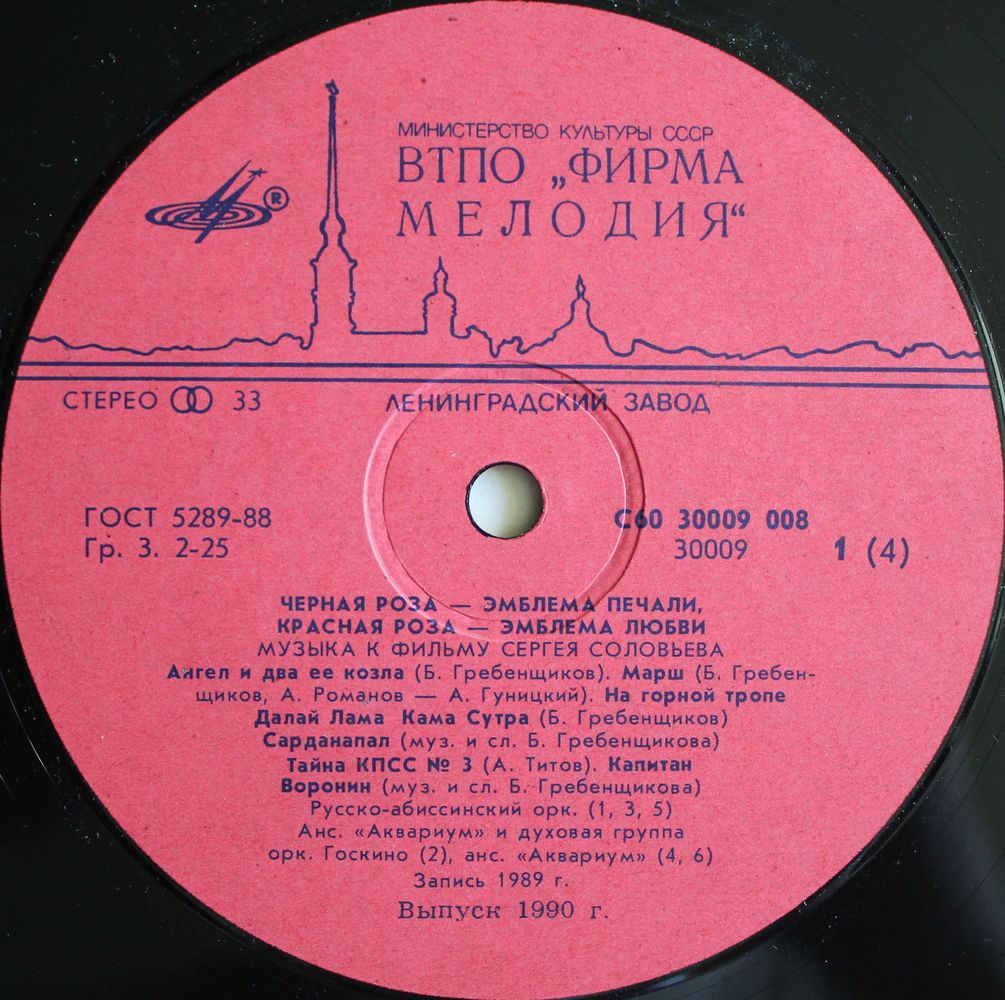 МИНИСТЕРСТВО КУЛЬТУРЫ СССР
ВТПО „ФИРМА
МЕЛОДИЯ“
®
СТЕРЕО 33
ЛЕНИНГРАДСКИЙ ЗАВОД
ГОСТ 5289-88
Гр. 3. 2-25
С60 30009 008
30009 1 (4)
ЧЕРНАЯ РОЗА — ЭМБЛЕМА ПЕЧАЛИ,
КРАСНАЯ РОЗА — ЭМБЛЕМА ЛЮБВИ
МУЗЫКА К ФИЛЬМУ СЕРГЕЯ СОЛОВЬЕВА
Ангел и два ее козла (Б. Гребенщиков). Марш (Б. Гребен-
щиков, А. Романов — А. Гуницкий). На горной тропе
Далай Лама Кама Сутра (Б. Гребенщиков)
Сарданапал (муз. и сл. Б. Гребенщикова)
Тайна КПСС № 3 (А. Титов). Капитан
Воронин (муз. и сл. Б. Гребенщикова)
Русско-абиссинский орк. (1, 3, 5)
Анс. «Аквариум» и духовая группа
орк. Госкино (2), анс. «Аквариум» (4, 6)
Запись 1989 г.
Выпуск 1990 г.